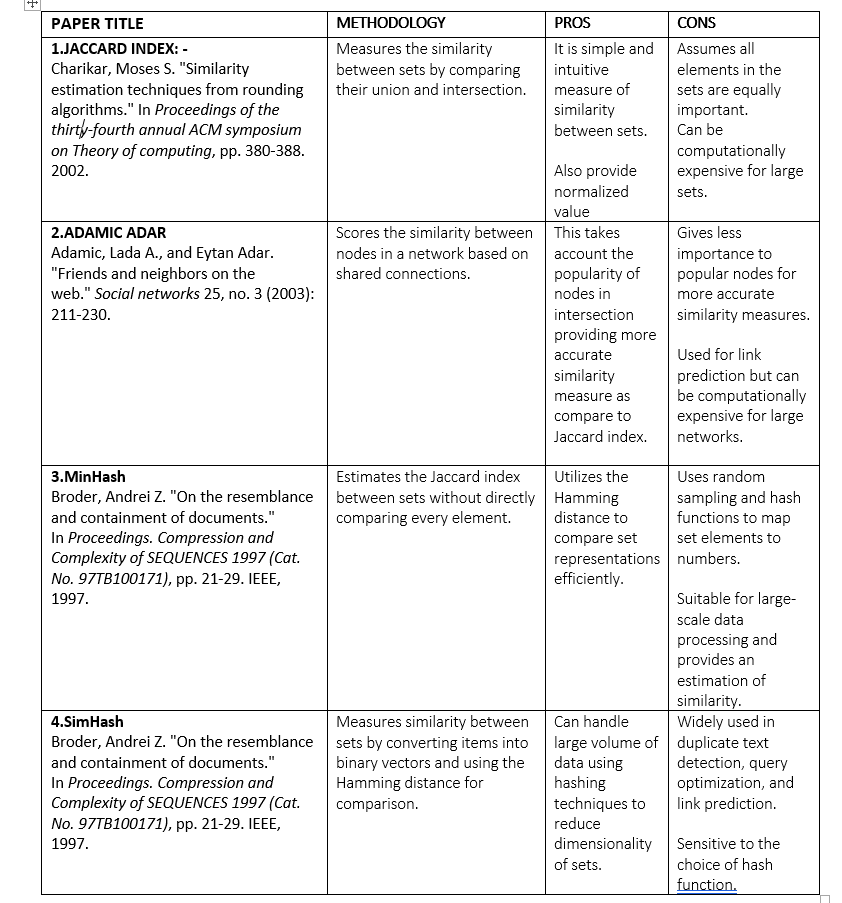 PAPER TITLE
METHODOLOGY
PROS
CONS
1.JACCARD INDEX: -
Charikar, Moses S. "Similarity
estimation techniques from rounding
algorithms." In Proceedings of the
thirty-fourth annual ACM symposium
on Theory of computing, pp. 380-388.
2002.
Measures the similarity
between sets by comparing
their union and intersection.
It is simple and
intuitive
measure of
similarity
between sets.
Also provide
normalized
value
Assumes all
elements in the
sets are equally
important.
Can be
computationally
expensive for large
sets.
2.ADAMIC ADAR
Adamic, Lada A., and Eytan Adar.
"Friends and neighbors on the
web." Social networks 25, no. 3 (2003):
211-230.
Scores the similarity between
nodes in a network based on
shared connections.
This takes
account the
popularity of
nodes in
intersection
providing more
accurate
similarity
measure as
compare to
Jaccard index.
Gives less
importance to
popular nodes for
more accurate
similarity measures.
Used for link
prediction but can
be computationally
expensive for large
networks.
3.MinHash
Broder, Andrei Z. "On the resemblance
and containment of documents."
In Proceedings. Compression and
Complexity of SEQUENCES 1997 (Cat.
No. 97TB100171), pp. 21-29. IEEE,
1997.
Estimates the Jaccard index
between sets without directly
comparing every element.
Utilizes the
Hamming
distance to
compare set
representations
efficiently.
Uses random
sampling and hash
functions to map
set elements to
numbers.
Suitable for large-
scale data
processing and
provides an
estimation of
similarity.
4.SimHash
Broder, Andrei Z. "On the resemblance
and containment of documents."
In Proceedings. Compression and
Complexity of SEQUENCES 1997 (Cat.
No. 97TB100171), pp. 21-29. IEEE,
1997.
Measures similarity between
sets by converting items into
binary vectors and using the
Hamming distance for
comparison.
Can handle
large volume of
data using
hashing
techniques to
reduce
dimensionality
of sets.
Widely used in
duplicate text
detection, query
optimization, and
link prediction.
Sensitive to the
choice of hash
function.